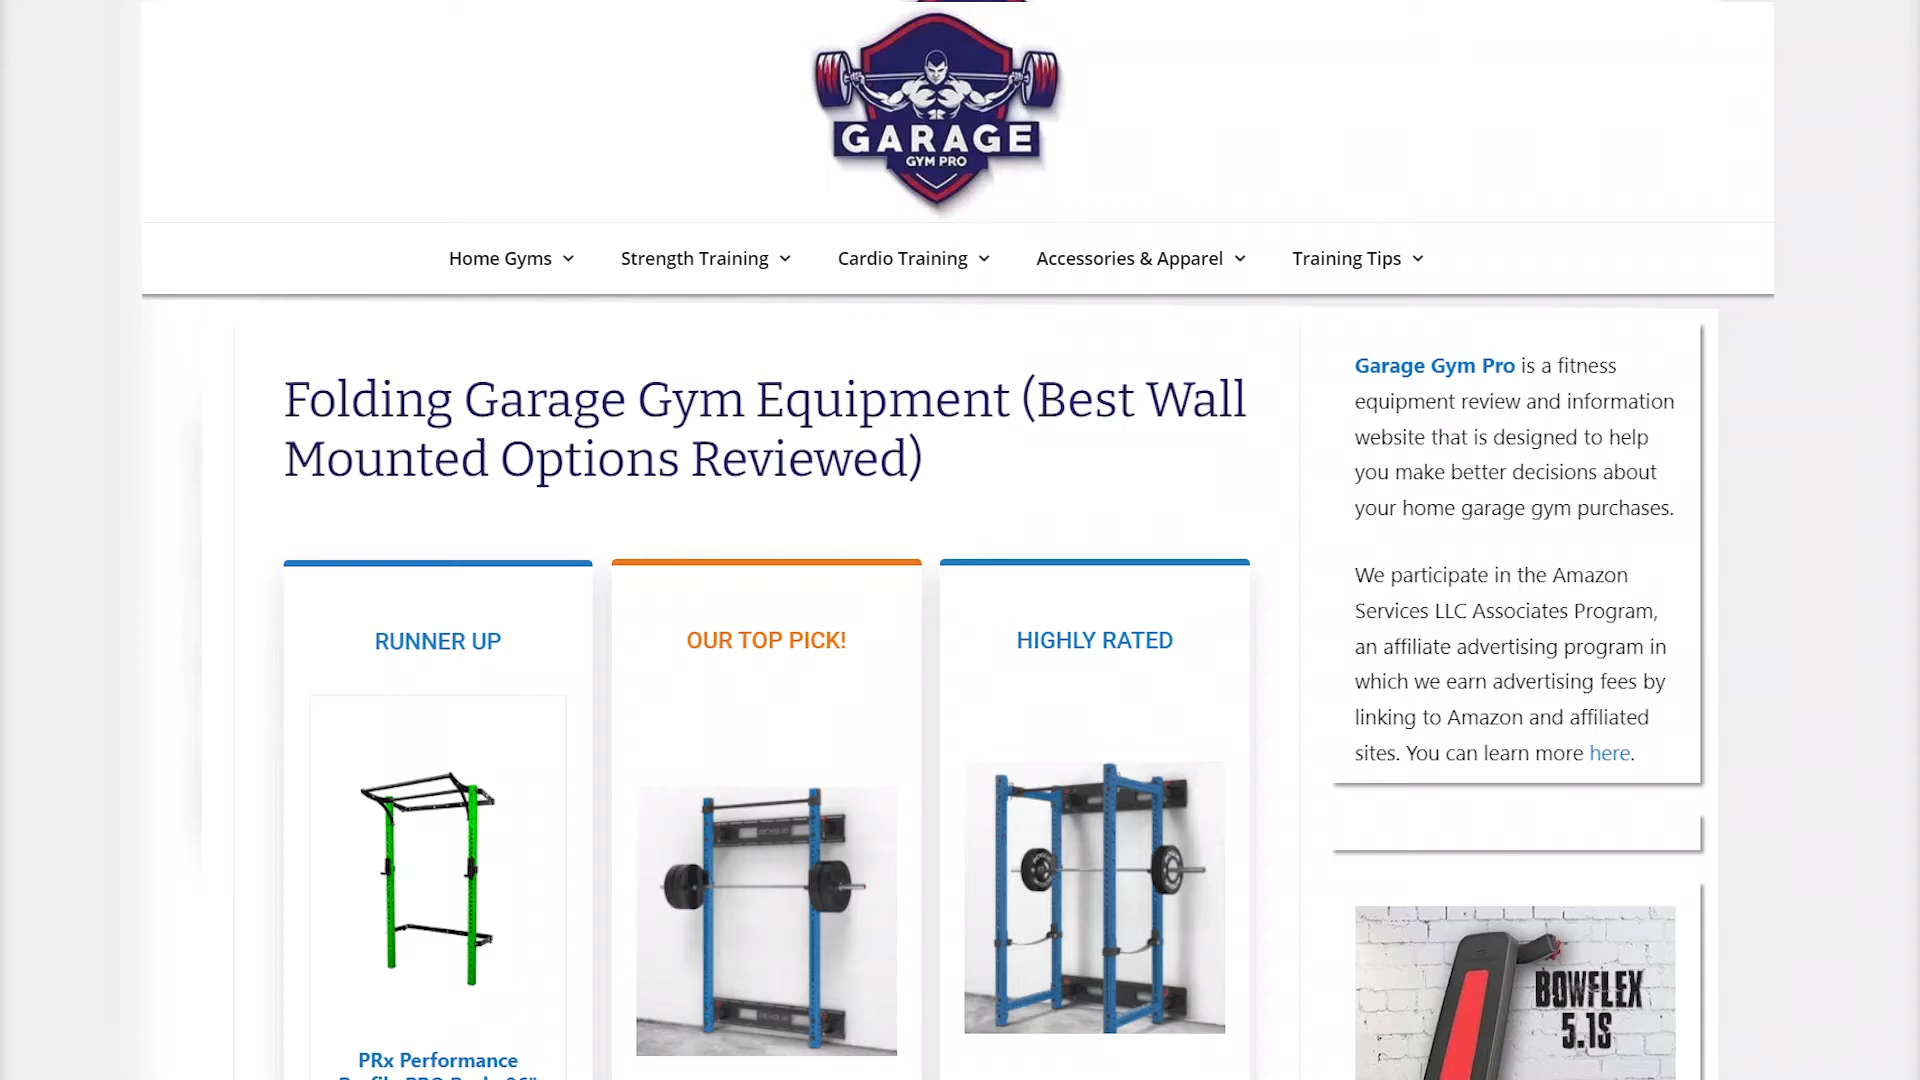 GARAGE
GYM PRO
Home Gyms
Strength Training
Cardio Training
Accessories & Apparel
Training Tips
Folding Garage Gym Equipment (Best Wall
Mounted Options Reviewed)
RUNNER UP
OUR TOP PICK!
HIGHLY RATED
PRx Performance
Garage Gym Pro is a fitness
equipment review and information
website that is designed to help
you make better decisions about
your home garage gym purchases.
We participate in the Amazon
Services LLC Associates Program,
an affiliate advertising program in
which we earn advertising fees by
linking to Amazon and affiliated
sites. You can learn more here.
BOWFLEX
5.1S